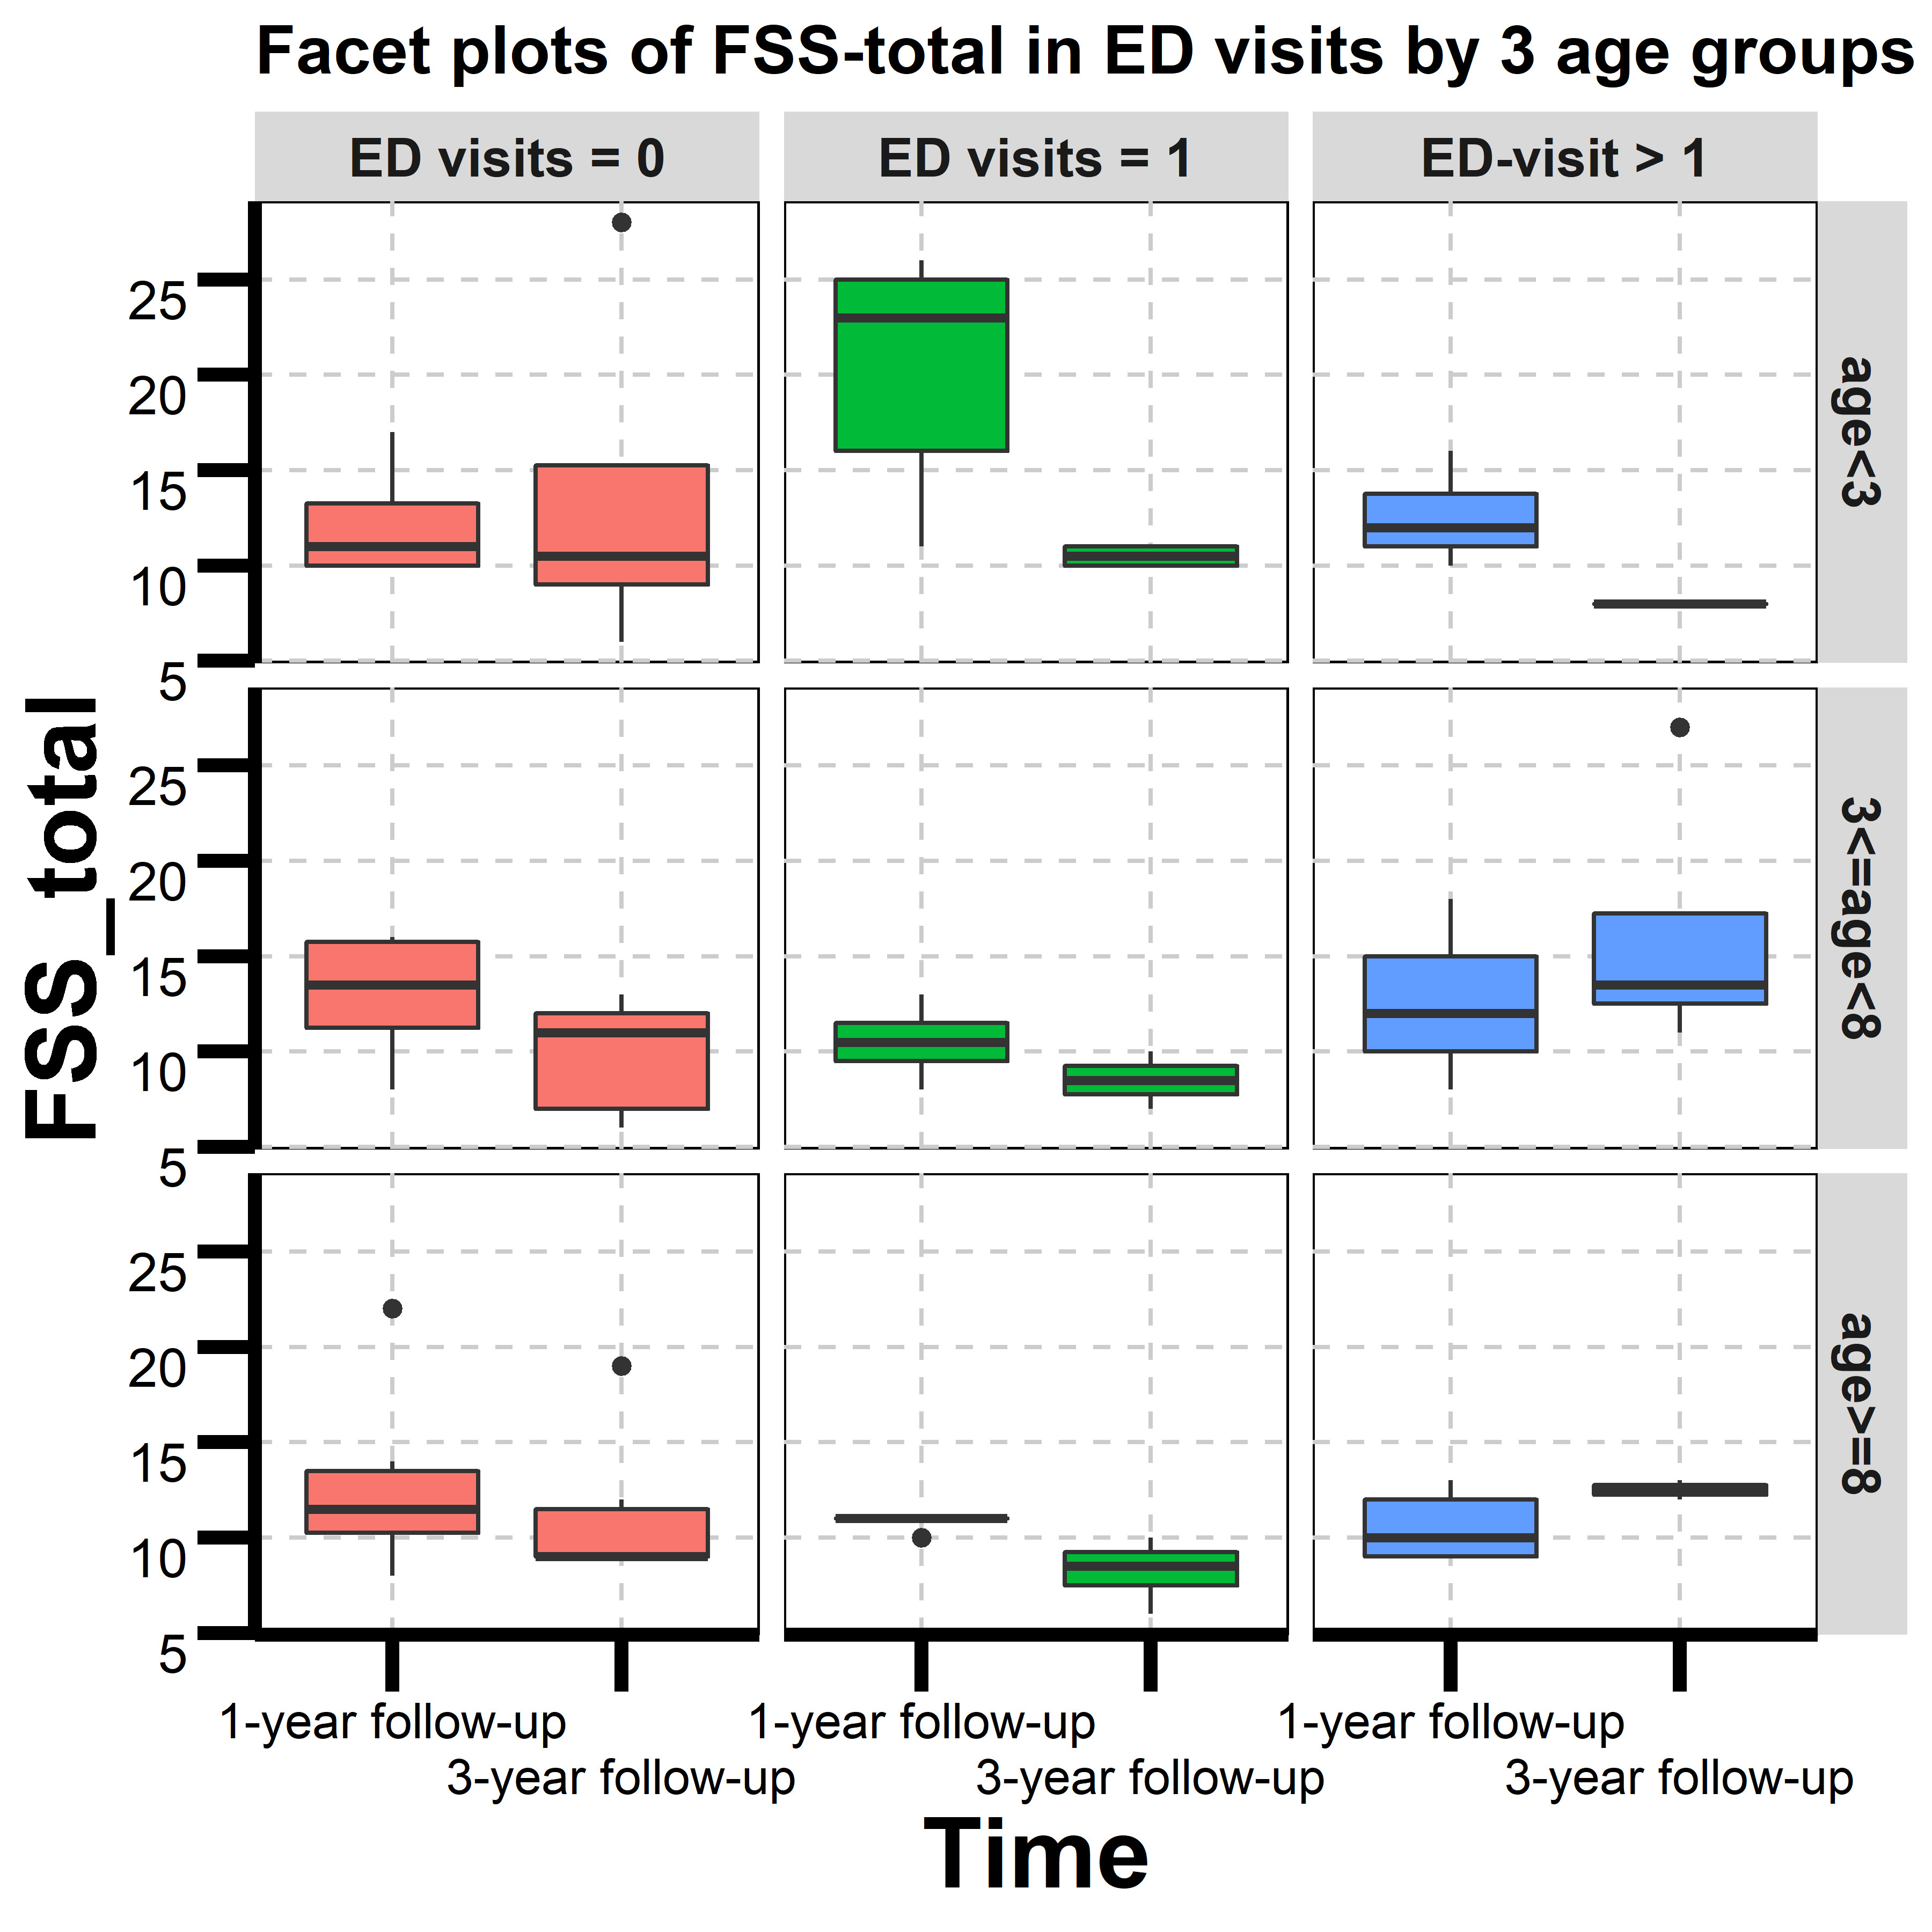 Facet plots of FSS-total in ED visits by 3 age groups
ED visits = 0
ED visits = 1
ED-visit > 1
FSS_total
25
20
15
10
5
age<3
25
20
15
10
5
3<=age<8
25
20
15
10
5
age>=8
1-year follow-up
3-year follow-up
1-year follow-up
3-year follow-up
1-year follow-up
3-year follow-up
Time